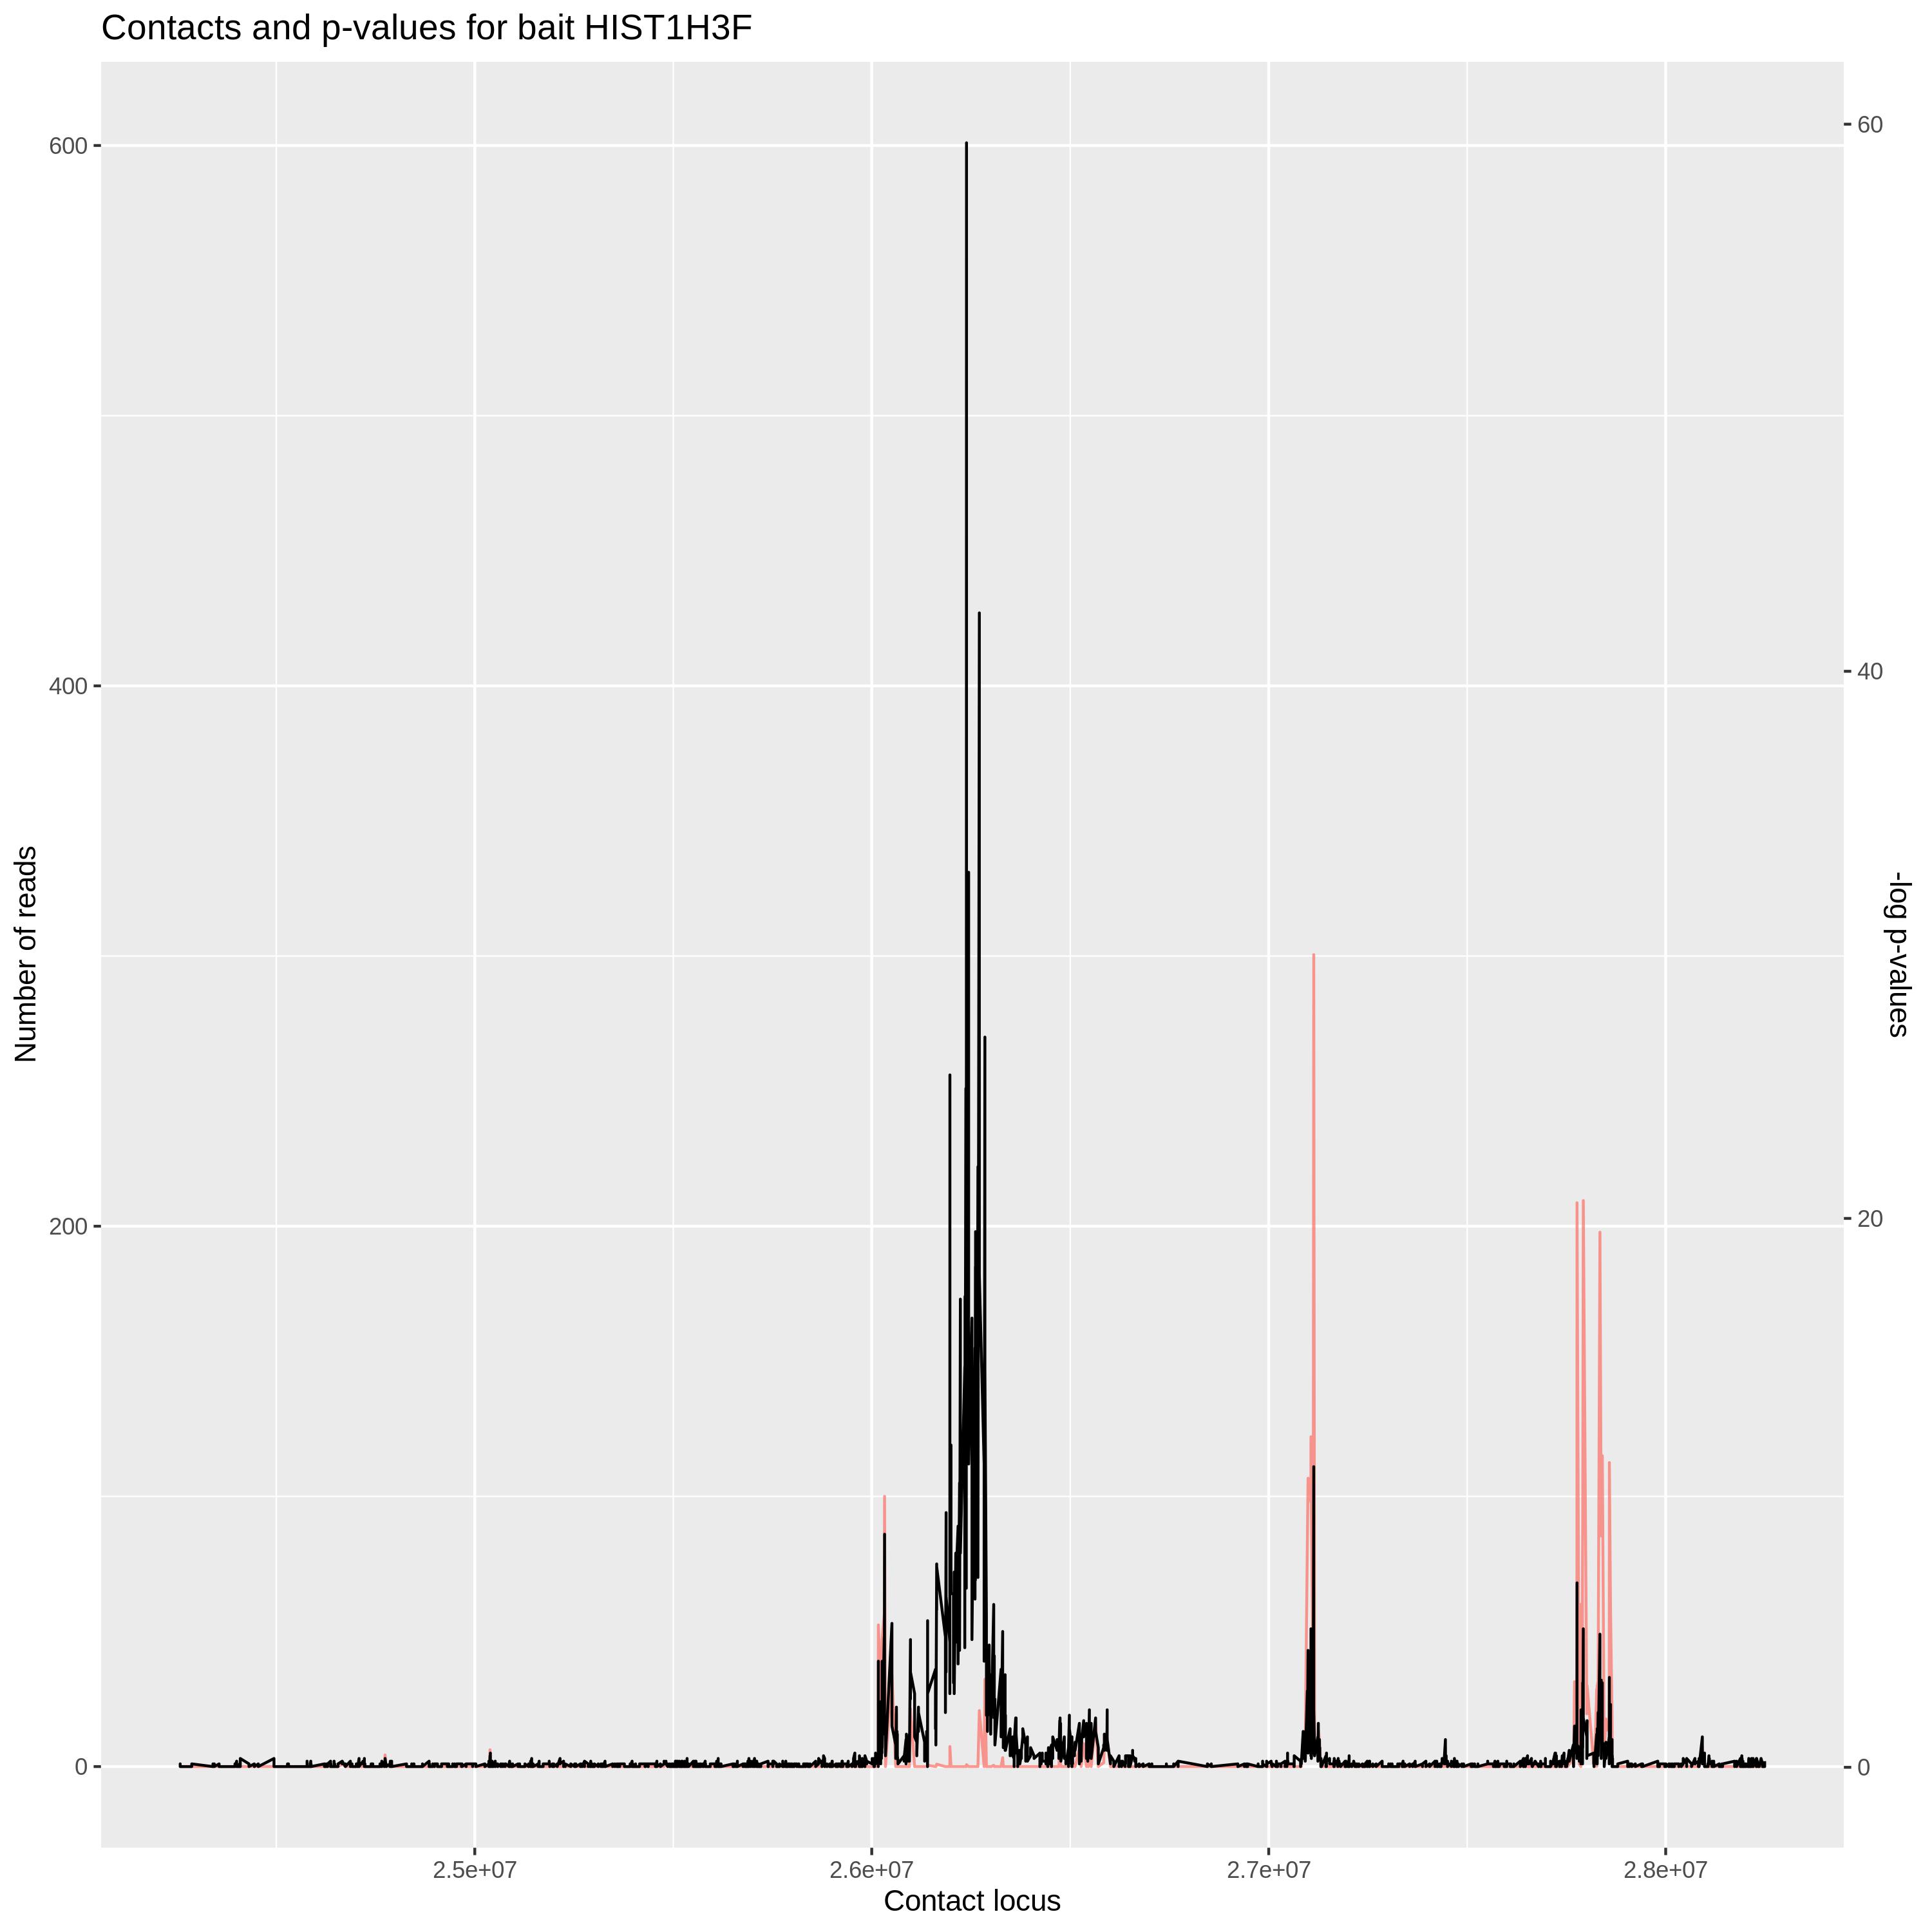 Contacts and p-values for bait HIST1H3F
600
400
200
0
Number of reads
60
40
20
0
-log p-values
2.5e+07
2.6e+07
2.7e+07
2.8e+07
Contact locus